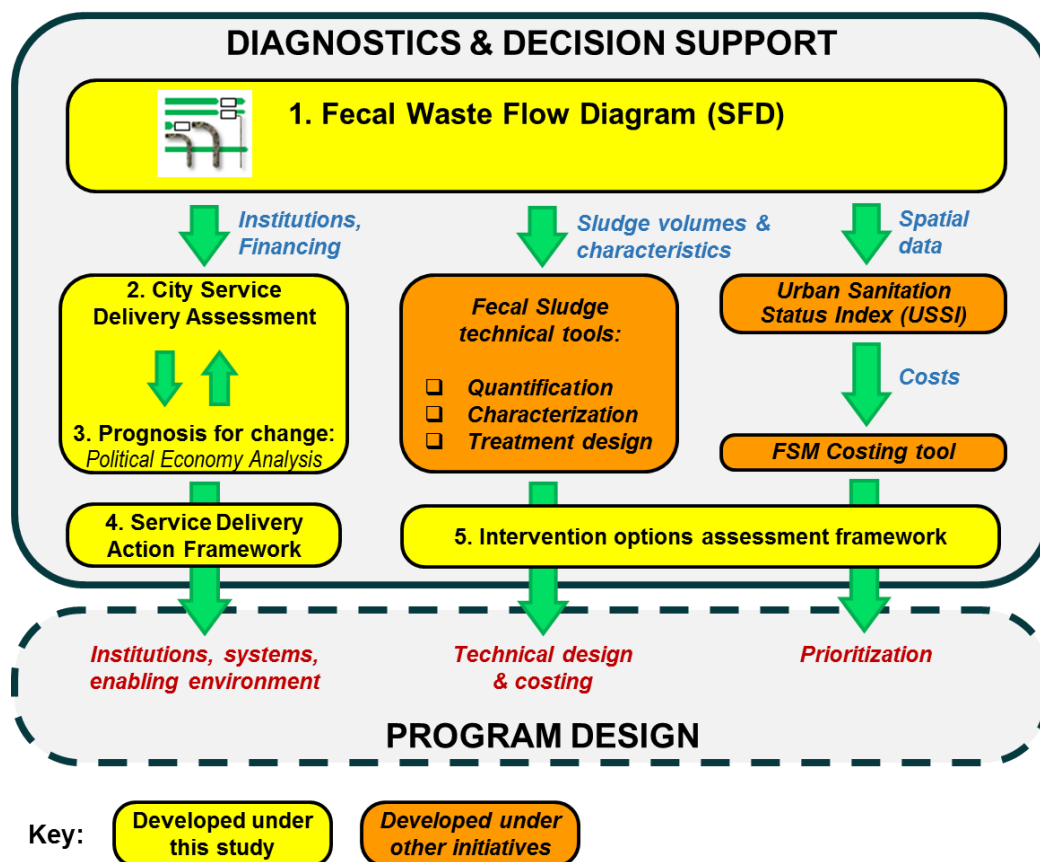 DIAGNOSTICS & DECISION SUPPORT
1. Fecal Waste Flow Diagram (SFD)
Institutions,
Financing
Sludge volumes &
characteristics
Spatial
data
2. City Service
Delivery Assessment
3. Prognosis for change:
Political Economy Analysis
Fecal Sludge
technical tools:
Quantification
Characterization
Treatment design
Urban Sanitation
Status Index (USSI)
Costs
FSM Costing tool
4. Service Delivery
Action Framework
5. Intervention options assessment framework
Institutions, systems,
enabling environment
Technical design
& costing
Prioritization
PROGRAM DESIGN
Key:
Developed under
this study
Developed under
other initiatives